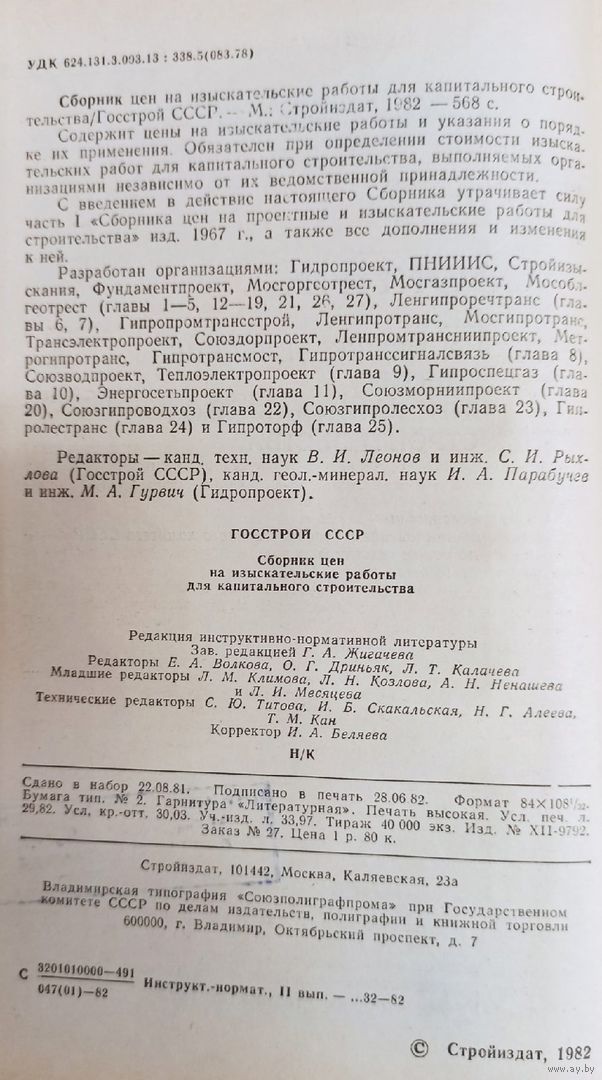 УДК 624.131.3.003.13 : 338.5(083.78)
Сборник цен на изыскательские работы для капитального строи-
тельства/Госстрой СССР. — М.: Стройиздат, 1982 — 568 с.
Содержит цены на изыскательские работы и указания о поряд-
ке их применения. Обязателен при определении стоимости изыска-
тельских работ для капитального строительства, выполняемых орга-
низациями независимо от их ведомственной принадлежности.
С введением в действие настоящего Сборника утрачивает силу
часть I «Сборника цен на проектные и изыскательские работы для
строительства» изд. 1967 г., а также все дополнения и изменения
к ней.
Разработан организациями: Гидропроект, ПНИИИС, Стройизы-
скания, Фундаментпроект, Мосгоргсотрест, Мосгазпроект, Мособл-
геотрест (главы 1—5, 12—19, 21, 26, 27), Ленгипроречтранс (гла-
вы 6, 7), Гипропромтрансстрой, Ленгипротранс, Мосгипротранс,
Трансэлектропроект, Союздорпроект, Ленпромтрансниипроект, Мет-
рогипротранс, Гипротрансмост, Гипротранссигналсвязь (глава 8),
Союзводпроект, Теплоэлектропроект (глава 9), Гипроспецгаз (гла-
ва 10), Энергосетьпроект (глава 11), Союзморниипроект (глава
20), Союзгипроводхоз (глава 22), Союзгипролесхоз (глава 23), Гип-
ролестранс (глава 24) и Гипроторф (глава 25).
Редакторы — канд. техн. наук В. И. Леонов и инж. С. И. Рых-
лова (Госстрой СССР), канд. геол.-минерал. наук И. А. Парабучев
и инж. М. А. Гурвич (Гидропроект).
ГОССТРОЙ СССР
Сборник цен
на изыскательские работы
для капитального строительства
Редакция инструктивно-нормативной литературы
Зав. редакцией Г. А. Жигачева
Редакторы Е. А. Волкова, О. Г. Дриньяк, Л. Т. Калачева
Младшие редакторы Л. М. Климова, Л. Н. Козлова, А. Н. Ненашева
и Л. И. Месяцева
Технические редакторы С. Ю. Титова, И. Б. Скакальская, Н. Г. Алеева,
Т. М. Кан
Корректор И. А. Беляева
Н/К
Сдано в набор 22.08.81. Подписано в печать 28.06 82. Формат 84×108¹/₃₂.
Бумага тип. № 2. Гарнитура «Литературная». Печать высокая. Усл. печ. л.
29,82. Усл. кр.-отт. 30,03. Уч.-изд. л. 33,97. Тираж 40 000 экз. Изд. № XII-9792.
Заказ № 27. Цена 1 р. 80 к.
Стройиздат, 101442, Москва, Каляевская, 23а
Владимирская типография «Союзполиграфпрома» при Государственном
комитете СССР по делам издательств, полиграфии и книжной торговли
600000, г. Владимир, Октябрьский проспект, д. 7
С 3201010000—491
047(01)—82 Инструкт.-нормат., II вып. — ...32—82
© Стройиздат, 1982
www.ay.by